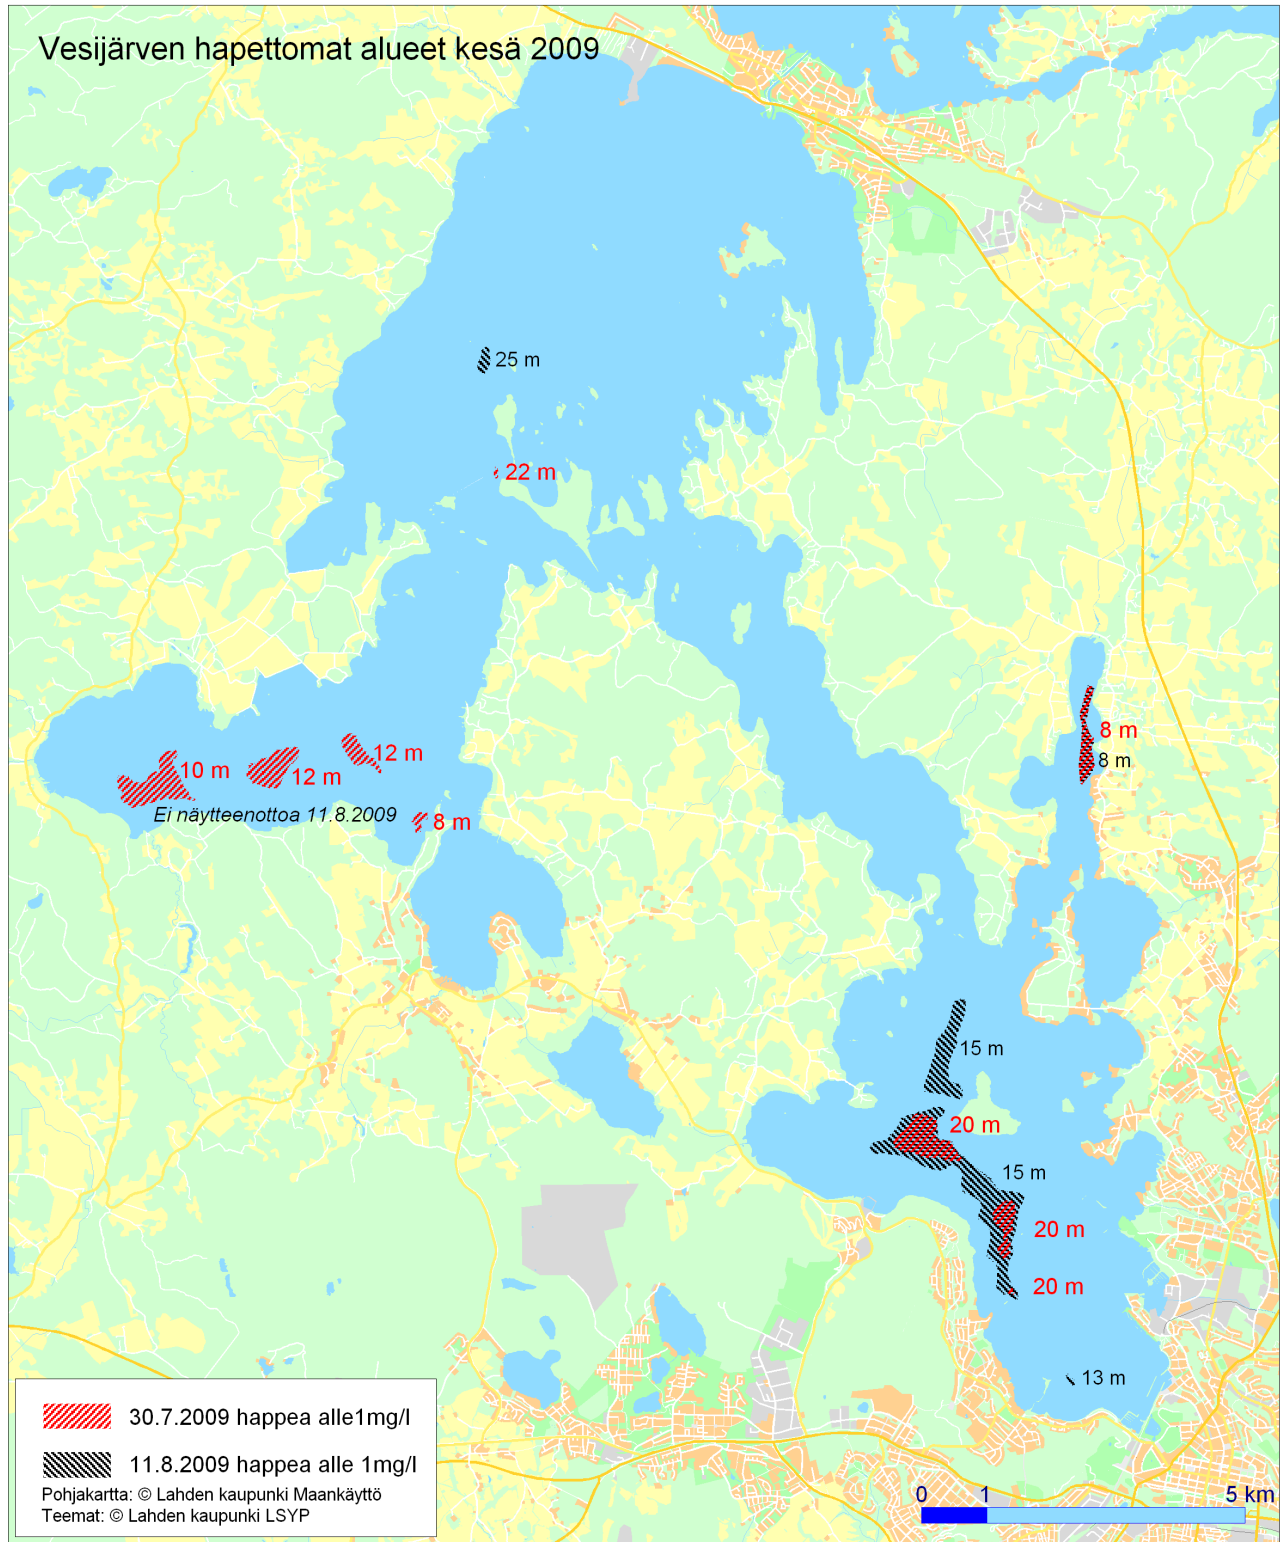 Vesijärven hapettomat alueet kesä 2009
25 m
22 m
8 m
8 m
12 m
10 m
12 m
Ei näytteenottoa 11.8.2009
8 m
15 m
20 m
15 m
20 m
20 m
13 m
30.7.2009 happea alle1mg/l
11.8.2009 happea alle 1mg/l
Pohjakartta: © Lahden kaupunki Maankäyttö
Teemat: © Lahden kaupunki LSYP
0 1 5 km